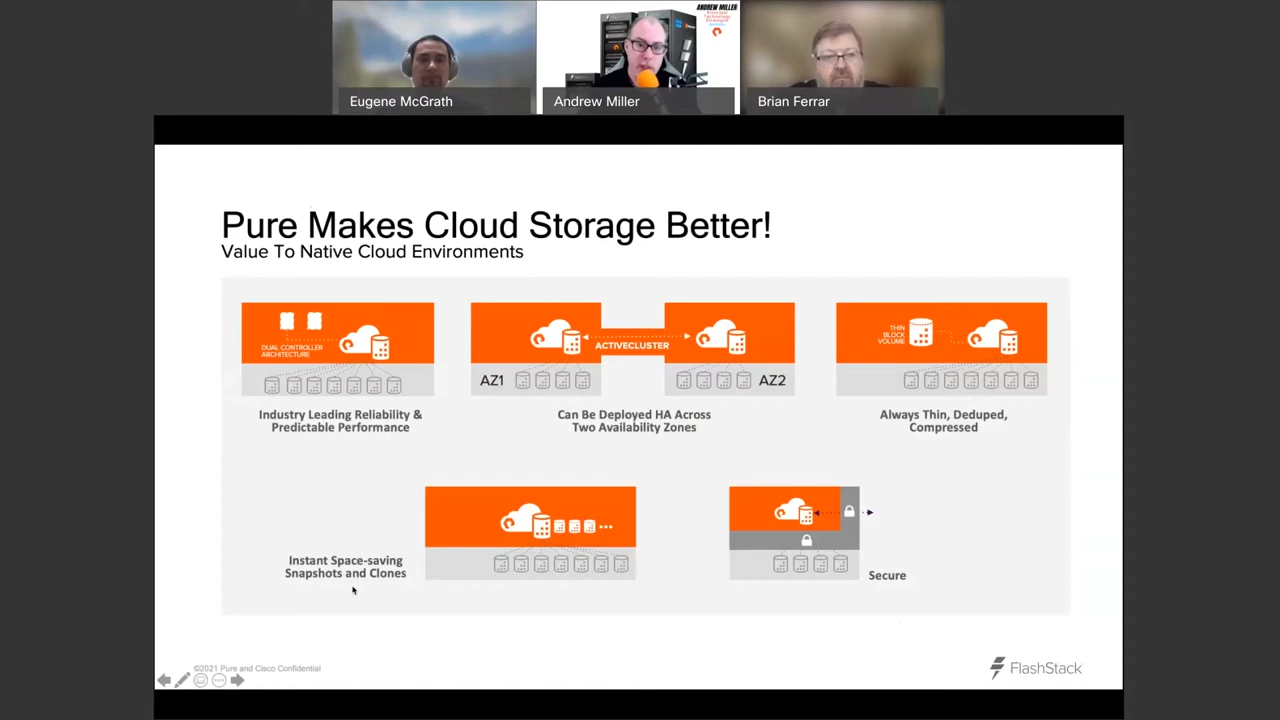 ANDREW MILLER
Principal
Technology
Strategist
Eugene McGrath
Andrew Miller
Brian Ferrar
Pure Makes Cloud Storage Better!
Value To Native Cloud Environments
DUAL CONTROLLER
ARCHITECTURE
ACTIVECLUSTER
THIN
BLOCK
VOLUME
AZ1
AZ2
Industry Leading Reliability &
Predictable Performance
Can Be Deployed HA Across
Two Availability Zones
Always Thin, Deduped,
Compressed
Instant Space-saving
Snapshots and Clones
Secure
©2021 Pure and Cisco Confidential
FlashStack